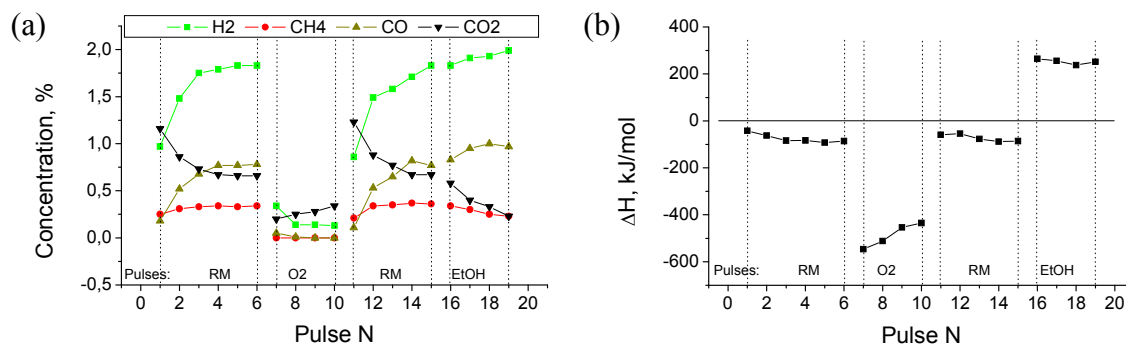 (a)
H2 CH4 CO CO2
Concentration, %
2,0
1,5
1,0
0,5
0,0
-0,5
Pulses: RM O2 RM EtOH
0 2 4 6 8 10 12 14 16 18 20
Pulse N
(b)
ΔH, kJ/mol
400
200
0
-200
-400
-600
Pulses: RM O2 RM EtOH
0 2 4 6 8 10 12 14 16 18 20
Pulse N